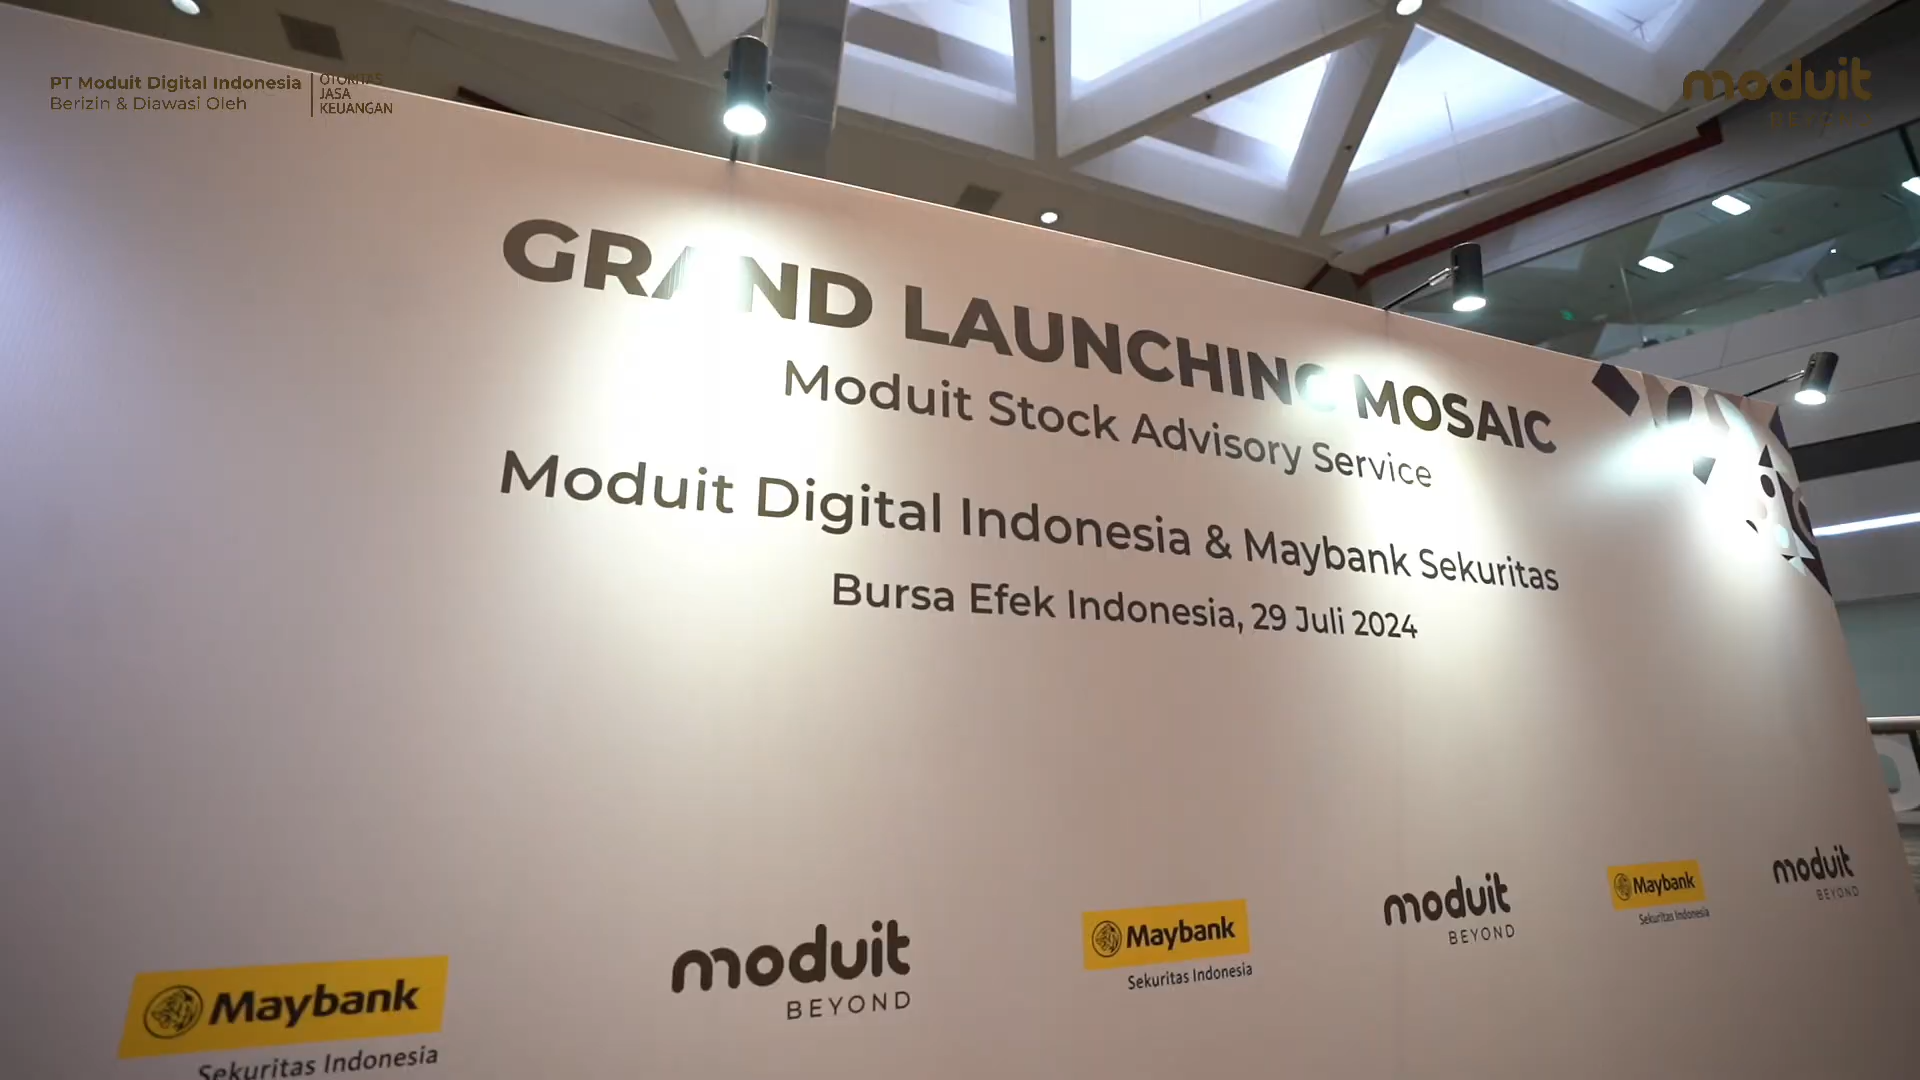 PT Moduit Digital Indonesia
Berizin & Diawasi Oleh
OTORITAS
JASA
KEUANGAN
moduit
BEYOND
GRAND LAUNCHING MOSAIC
Moduit Stock Advisory Service
Moduit Digital Indonesia & Maybank Sekuritas
Bursa Efek Indonesia, 29 Juli 2024
Maybank
Sekuritas Indonesia
moduit
BEYOND
Maybank
Sekuritas Indonesia
moduit
BEYOND
Maybank
Sekuritas Indonesia
moduit
BEYOND